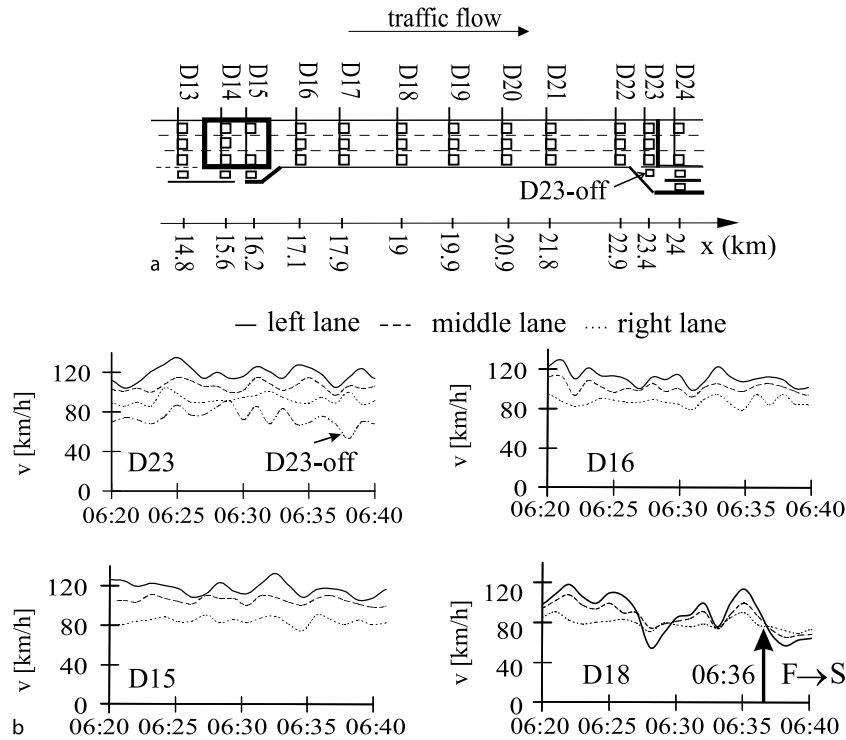 traffic flow
D13 D14 D15 D16 D17 D18 D19 D20 D21 D22 D23 D24
D23-off
14.8 15.6 16.2 17.1 17.9 19 19.9 20.9 21.8 22.9 23.4 24 x (km)
a
left lane middle lane right lane
120
80
40
0
v [km/h]
D23
D23-off
06:20 06:25 06:30 06:35 06:40
120
80
40
0
v [km/h]
D16
06:20 06:25 06:30 06:35 06:40
120
80
40
0
v [km/h]
D15
06:20 06:25 06:30 06:35 06:40
120
80
40
0
v [km/h]
D18
06:36 F→S
06:20 06:25 06:30 06:35 06:40
b